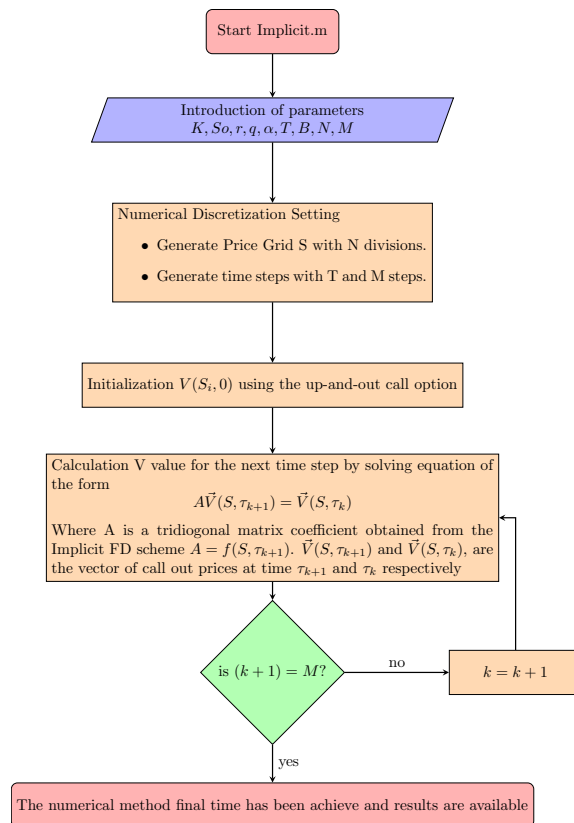 Start Implicit.m
Introduction of parameters
K, So, r, q, α, T, B, N, M
Numerical Discretization Setting
• Generate Price Grid S with N divisions.
• Generate time steps with T and M steps.
Initialization V(S_i, 0) using the up-and-out call option
Calculation V value for the next time step by solving equation of
the form
A\vec{V}(S, τ_{k+1}) = \vec{V}(S, τ_k)
Where A is a tridiogonal matrix coefficient obtained from the
Implicit FD scheme A = f(S, τ_{k+1}). \vec{V}(S, τ_{k+1}) and \vec{V}(S, τ_k), are
the vector of call out prices at time τ_{k+1} and τ_k respectively
is (k + 1) = M?
no
k = k + 1
yes
The numerical method final time has been achieve and results are available